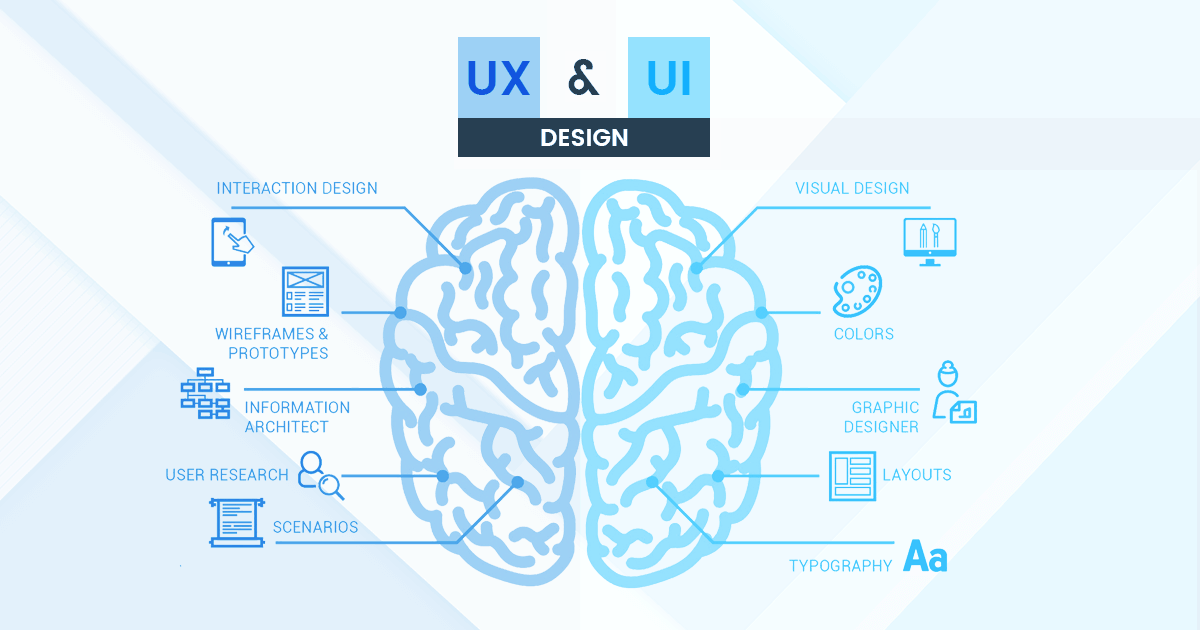 UX & UI
DESIGN
INTERACTION DESIGN
WIREFRAMES &
PROTOTYPES
INFORMATION
ARCHITECT
USER RESEARCH
SCENARIOS
VISUAL DESIGN
COLORS
GRAPHIC
DESIGNER
LAYOUTS
TYPOGRAPHY Aa